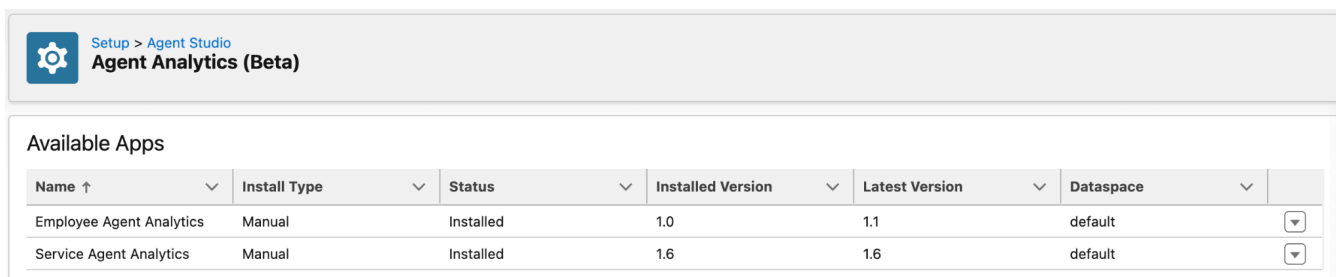 Setup > Agent Studio
Agent Analytics (Beta)
Available Apps
Name ↑ Install Type Status Installed Version Latest Version Dataspace
Employee Agent Analytics Manual Installed 1.0 1.1 default
Service Agent Analytics Manual Installed 1.6 1.6 default